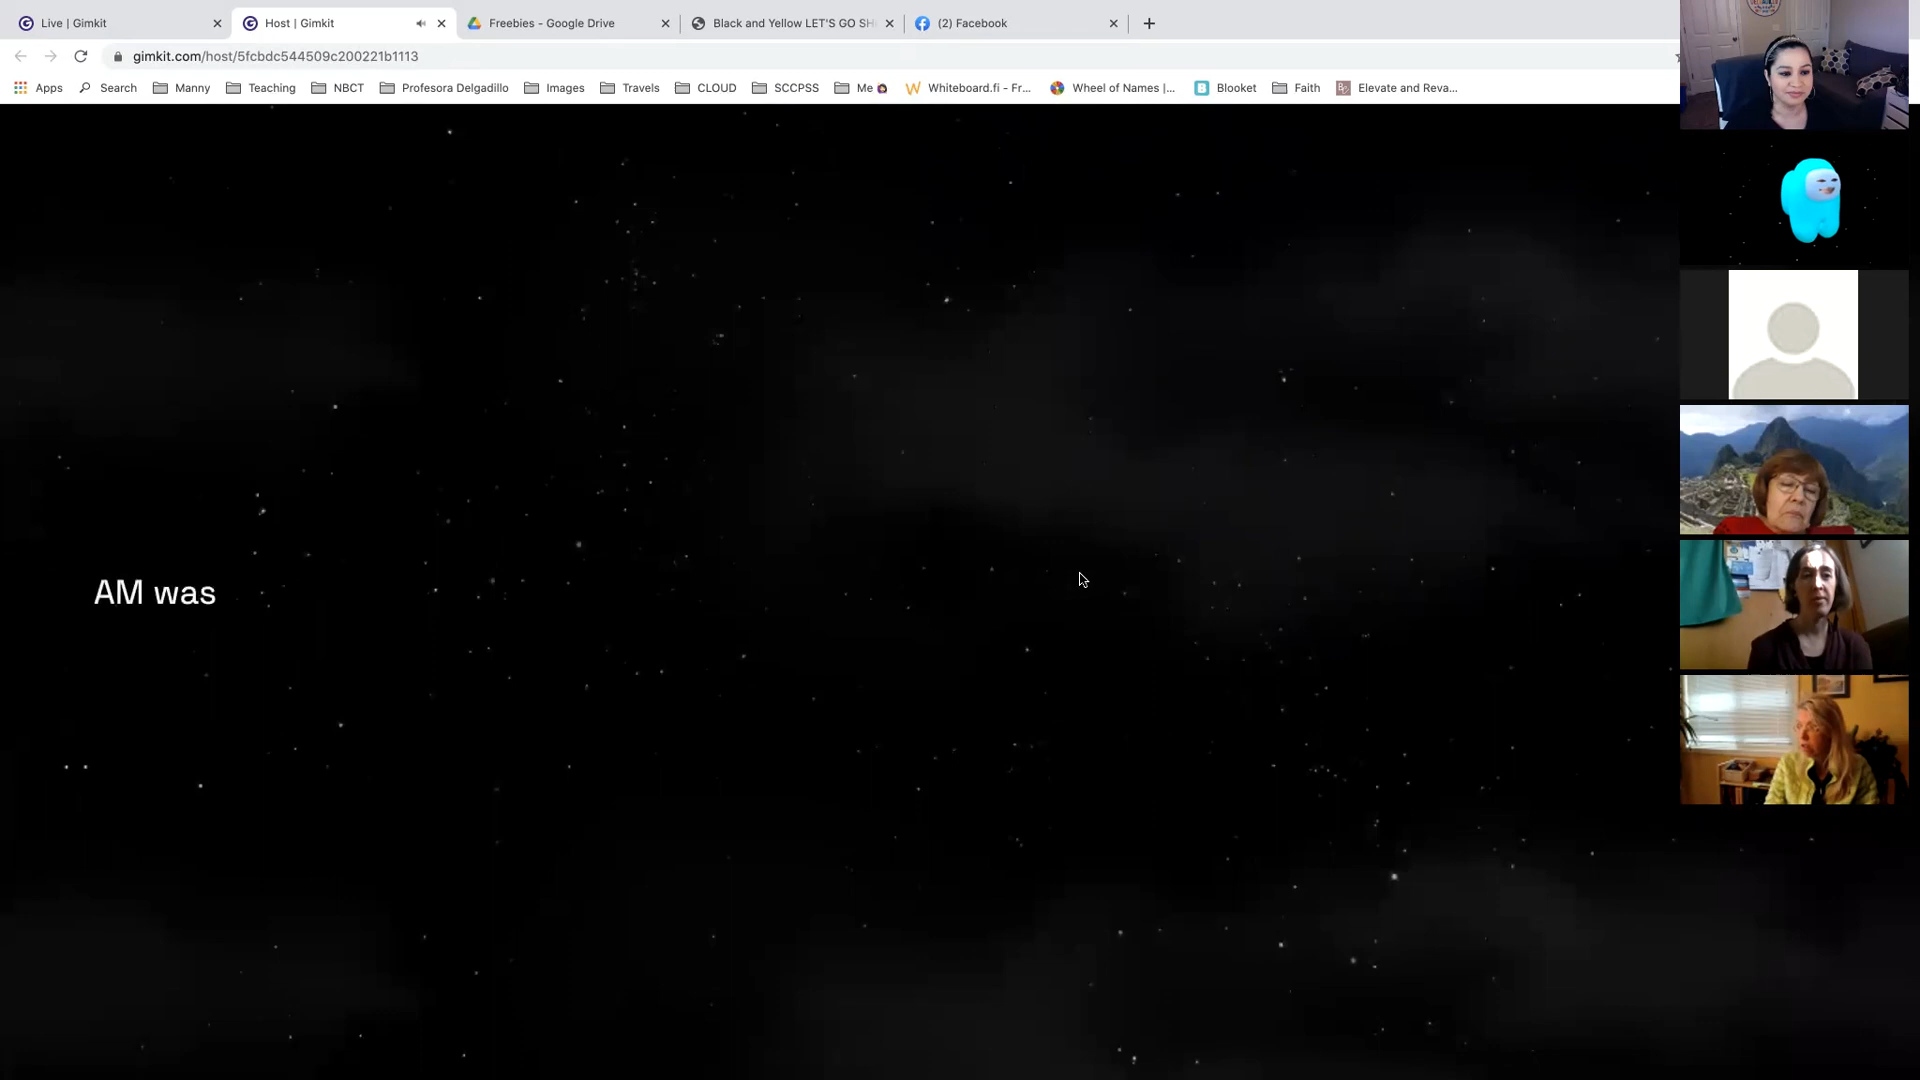 Live | Gimkit
Host | Gimkit
Freebies - Google Drive
Black and Yellow LET'S GO SH
(2) Facebook
gimkit.com/host/5fcbdc544509c200221b1113
Apps
Search
Manny
Teaching
NBCT
Profesora Delgadillo
Images
Travels
CLOUD
SCCPSS
Me
Whiteboard.fi - Fr...
Wheel of Names |...
Blooket
Faith
Elevate and Reva...
AM was